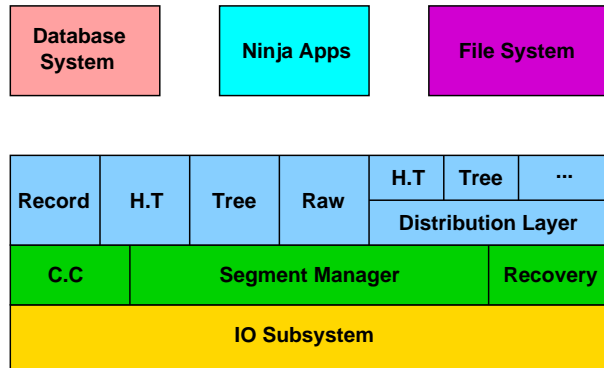 Database
System
Ninja Apps
File System
Record
H.T
Tree
Raw
H.T
Tree
...
Distribution Layer
C.C
Segment Manager
Recovery
IO Subsystem